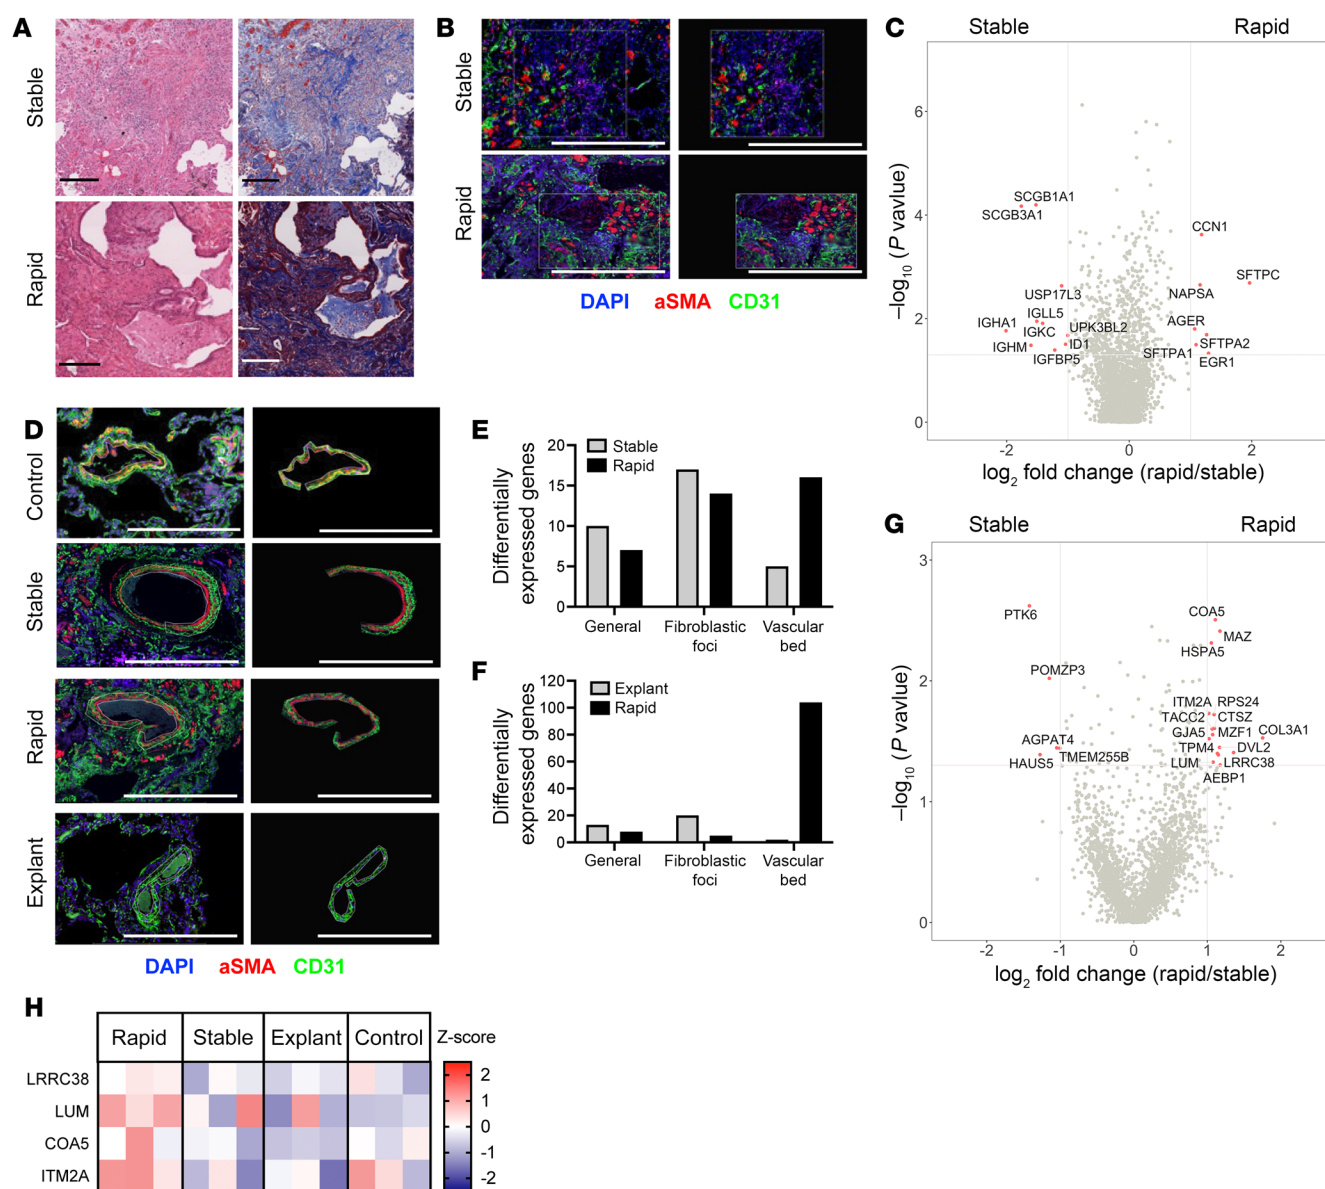 A
Stable
Rapid
B
Stable
Rapid
DAPI aSMA CD31
C
Stable Rapid
–log10 (P vavlue)
6
4
2
0
SCGB1A1
SCGB3A1
CCN1
SFTPC
USP17L3
NAPSA
IGLL5
IGHA1
IGKC
UPK3BL2
AGER
IGHM
ID1
SFTPA1
SFTPA2
IGFBP5
EGR1
-2 0 2
log2 fold change (rapid/stable)
D
Control
Stable
Rapid
Explant
DAPI aSMA CD31
E
Differentially
expressed genes
20
15
10
5
0
Stable
Rapid
General Fibroblastic Vascular
foci bed
F
Differentially
expressed genes
120
100
80
60
40
20
0
Explant
Rapid
General Fibroblastic Vascular
foci bed
G
Stable Rapid
–log10 (P vavlue)
3
2
1
0
PTK6
COA5
MAZ
HSPA5
POMZP3
ITM2A RPS24
TACC2 CTSZ
GJA5 MZF1 COL3A1
AGPAT4
TPM4 DVL2
HAUS5 TMEM255B
LUM LRRC38
AEBP1
-2 -1 0 1 2
log2 fold change (rapid/stable)
H
Rapid Stable Explant Control Z-score
LRRC38
LUM
COA5
ITM2A
2
1
0
-1
-2